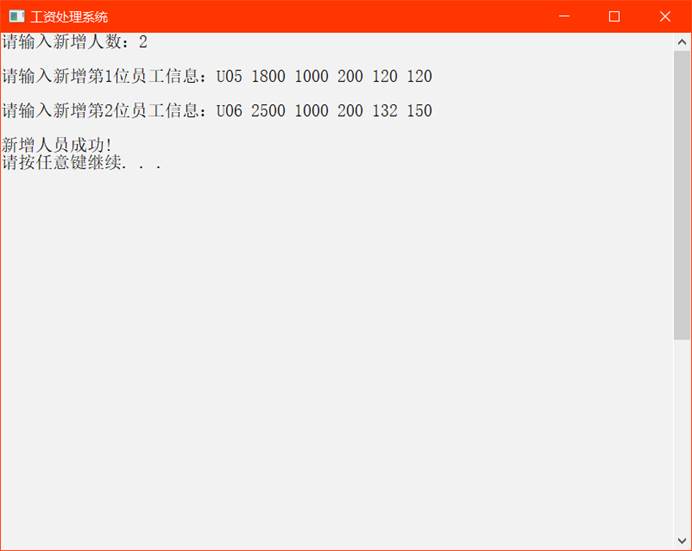 工资处理系统
请输入新增人数：2
请输入新增第1位员工信息：U05 1800 1000 200 120 120
请输入新增第2位员工信息：U06 2500 1000 200 132 150
新增人员成功!
请按任意键继续. . .